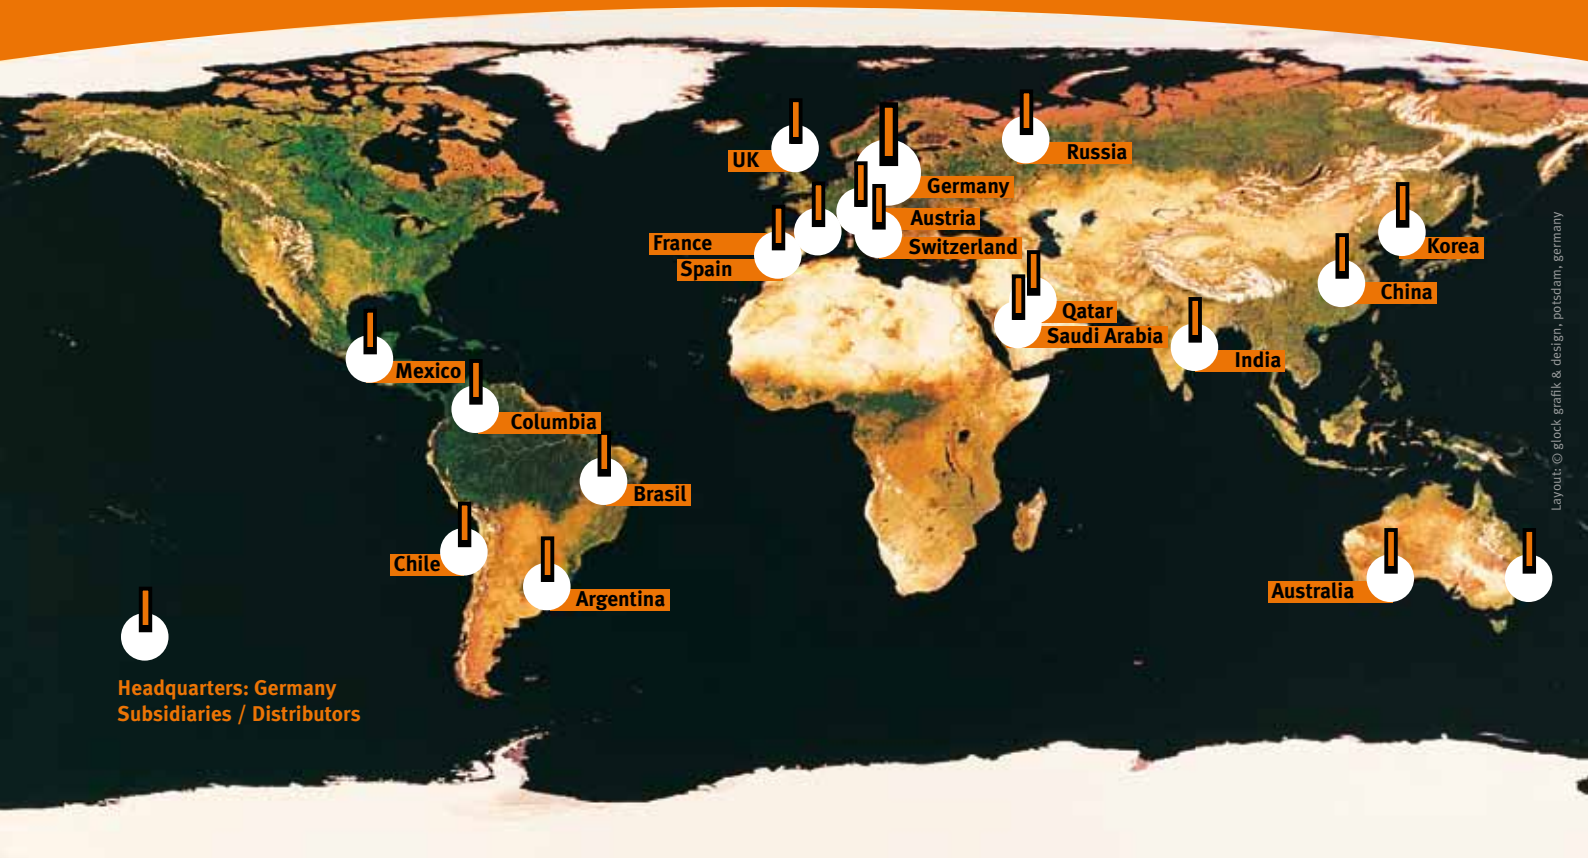 UK
Russia
Germany
Austria
France
Switzerland
Spain
Korea
China
Qatar
Saudi Arabia
India
Mexico
Columbia
Brasil
Chile
Argentina
Australia
Headquarters: Germany
Subsidiaries / Distributors
Layout: © glock grafik & design, potsdam, germany